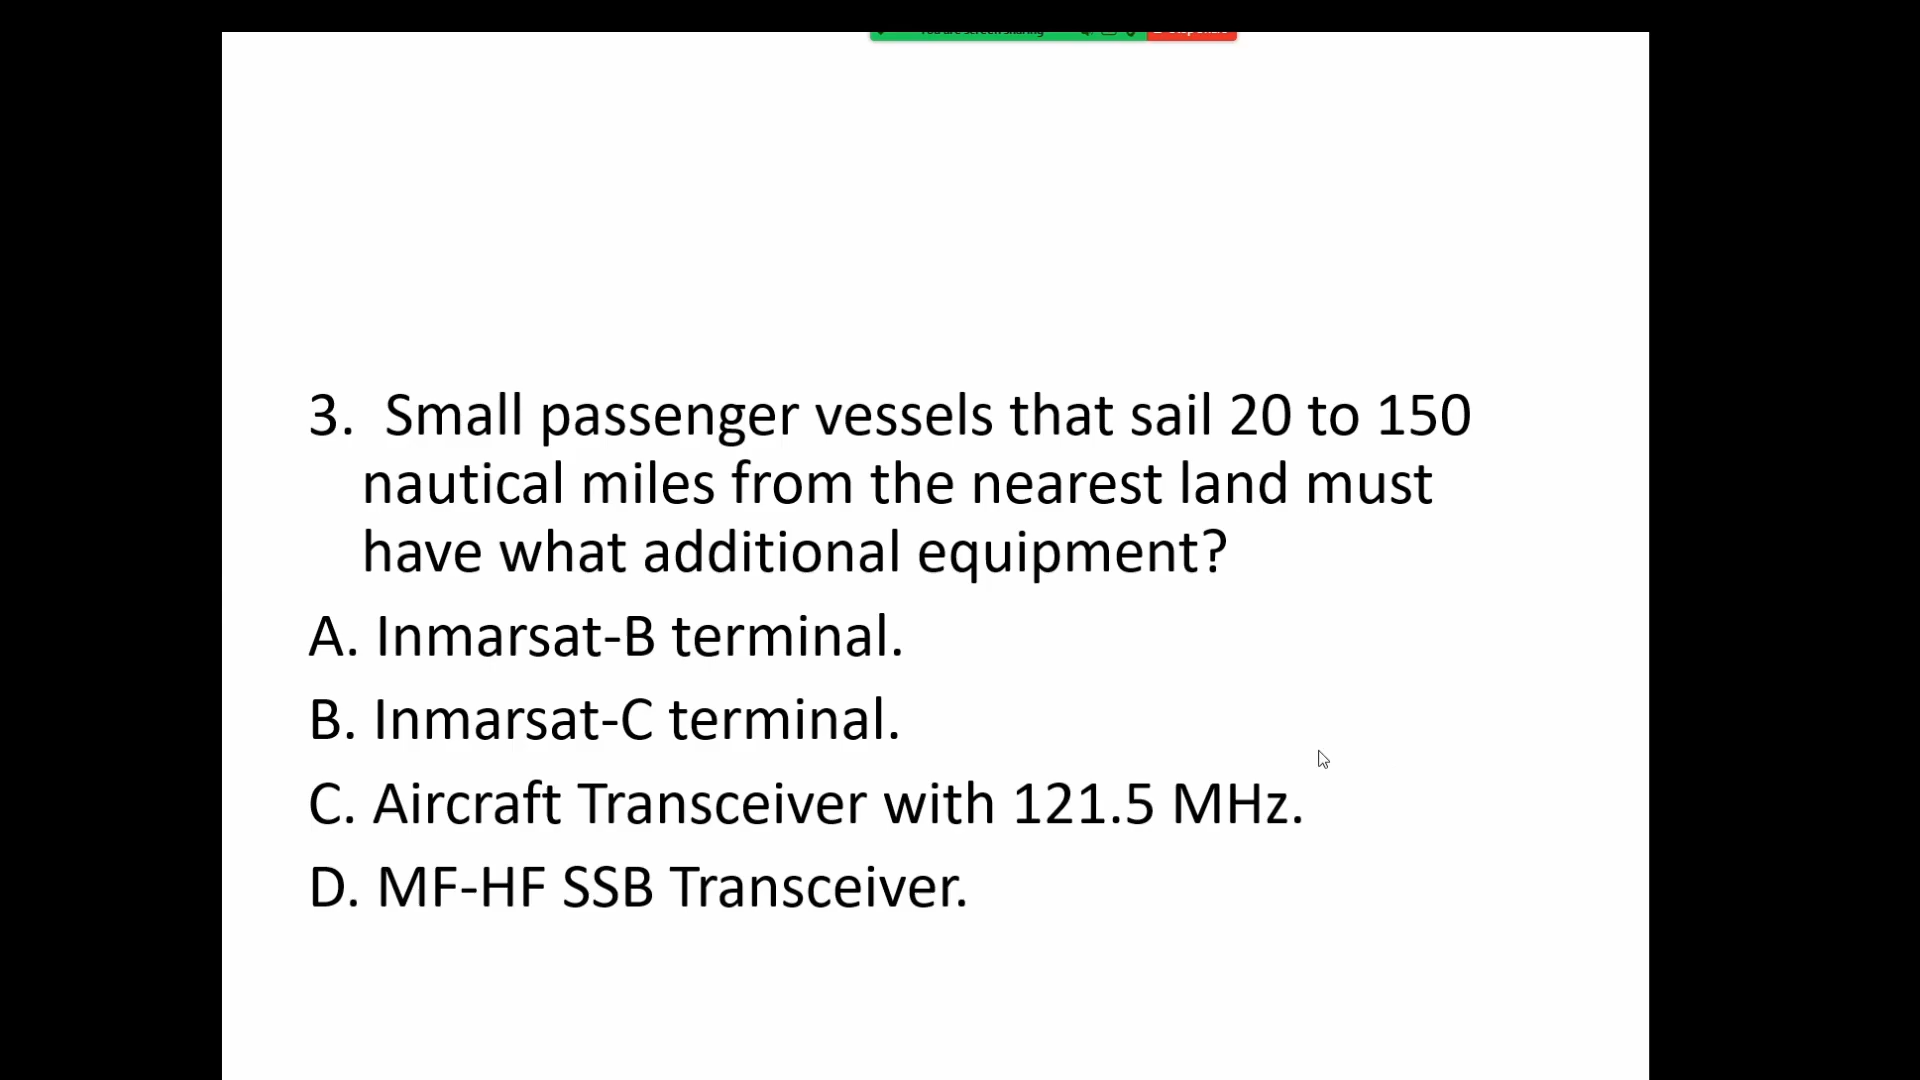 3. Small passenger vessels that sail 20 to 150
nautical miles from the nearest land must
have what additional equipment?
A. Inmarsat-B terminal.
B. Inmarsat-C terminal.
C. Aircraft Transceiver with 121.5 MHz.
D. MF-HF SSB Transceiver.